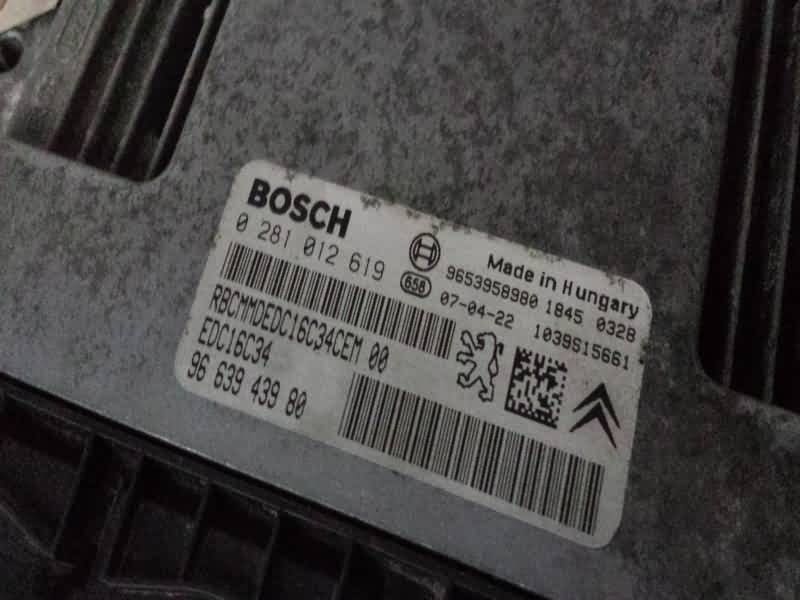 BOSCH
0 281 012 619
Made in Hungary
9653958980 1845 0328
658 07-04-22 1039S15661
RBCMMDEDC16C34CEM 00
EDC16C34
96 639 439 80